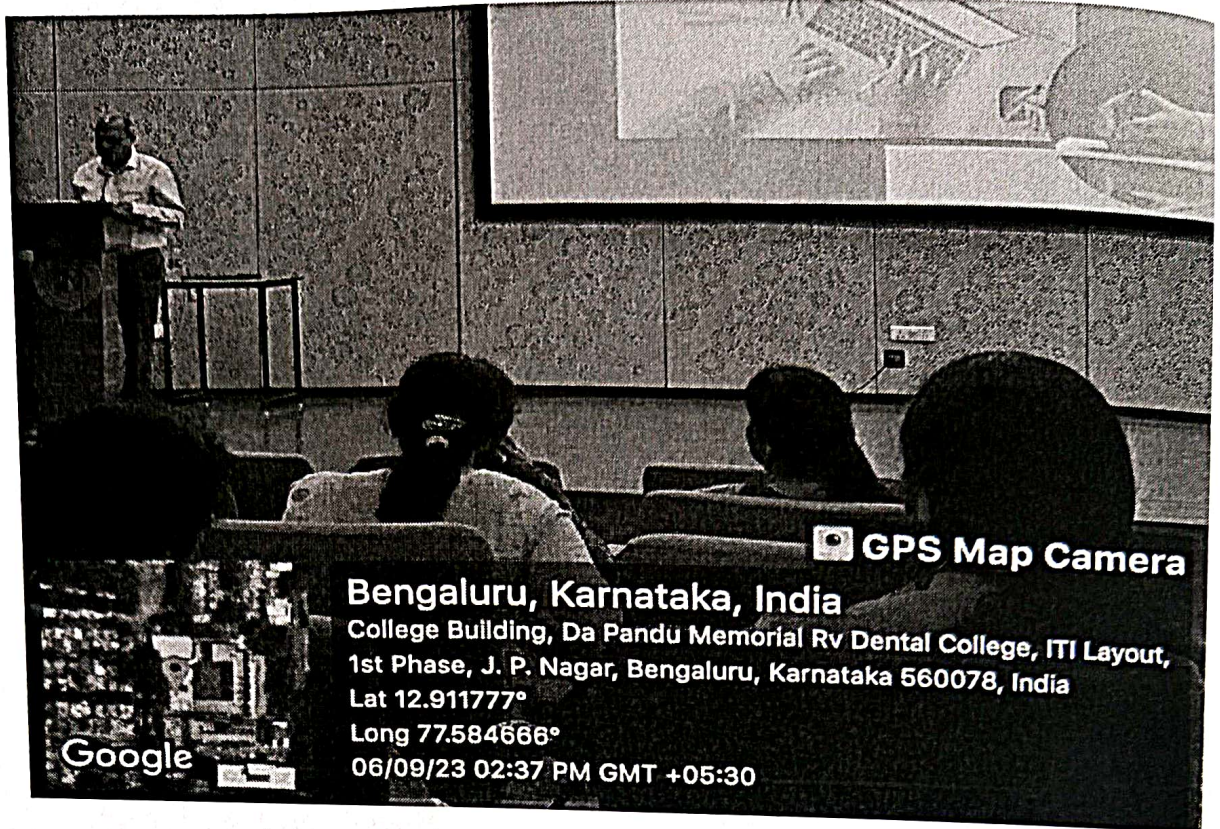 GPS Map Camera
Bengaluru, Karnataka, India
College Building, Da Pandu Memorial Rv Dental College, ITI Layout,
1st Phase, J. P. Nagar, Bengaluru, Karnataka 560078, India
Lat 12.911777°
Long 77.584666°
06/09/23 02:37 PM GMT +05:30
Google